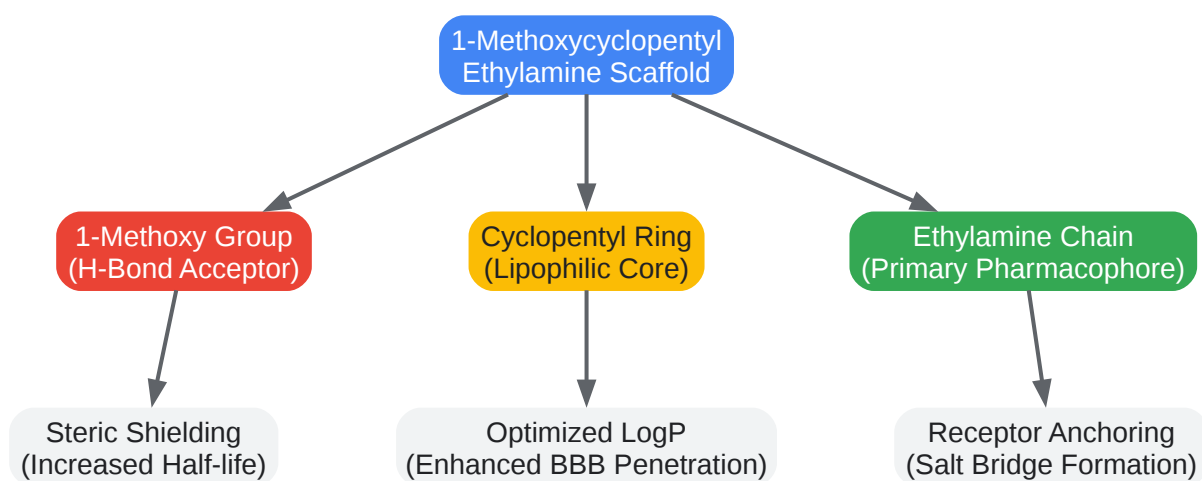 1-Methoxycyclopentyl
Ethylamine Scaffold
1-Methoxy Group
(H-Bond Acceptor)
Cyclopentyl Ring
(Lipophilic Core)
Ethylamine Chain
(Primary Pharmacophore)
Steric Shielding
(Increased Half-life)
Optimized LogP
(Enhanced BBB Penetration)
Receptor Anchoring
(Salt Bridge Formation)